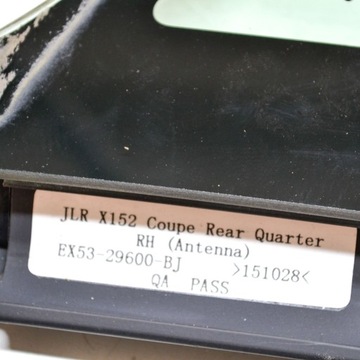 JLR X152 Coupe Rear Quarter
RH (Antenna)
EX53-29600-BJ >151028<
QA PASS